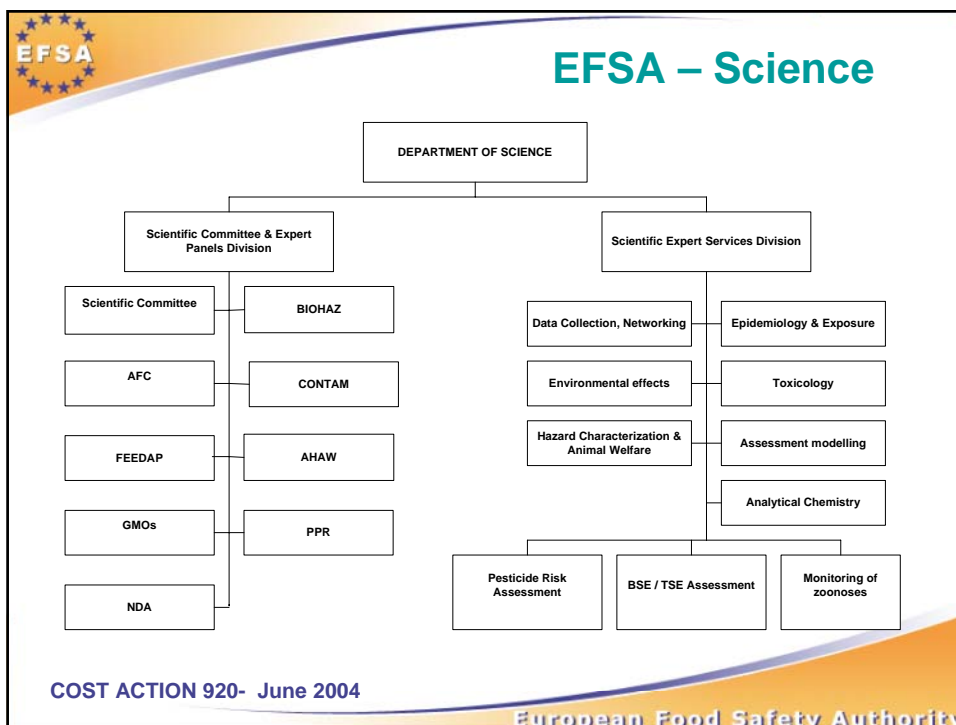 EFSA
EFSA – Science
DEPARTMENT OF SCIENCE
Scientific Committee & Expert
Panels Division
Scientific Expert Services Division
Scientific Committee
BIOHAZ
AFC
CONTAM
FEEDAP
AHAW
GMOs
PPR
NDA
Data Collection, Networking
Epidemiology & Exposure
Environmental effects
Toxicology
Hazard Characterization &
Animal Welfare
Assessment modelling
Analytical Chemistry
Pesticide Risk
Assessment
BSE / TSE Assessment
Monitoring of
zoonoses
COST ACTION 920- June 2004
European Food Safety Authority